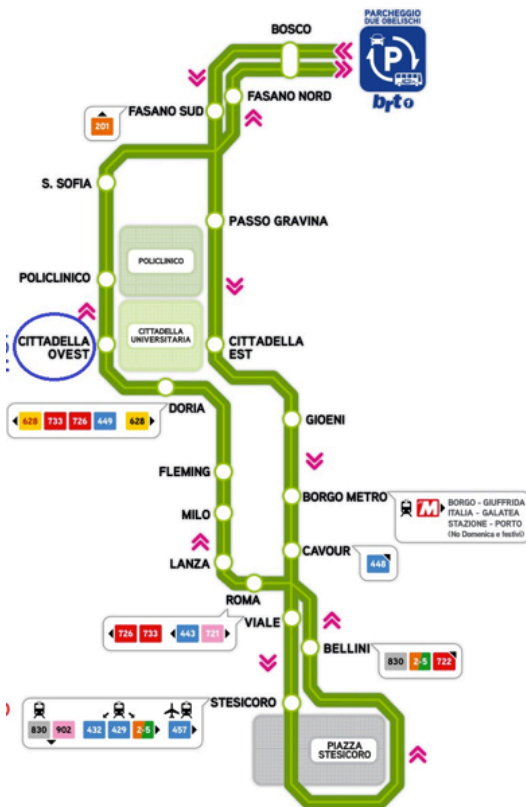 PARCHEGGIO
DUE OBELISCHI
P
brt1
BOSCO
FASANO NORD
FASANO SUD
201
S. SOFIA
PASSO GRAVINA
POLICLINICO
POLICLINICO
CITTADELLA
UNIVERSITARIA
CITTADELLA
OVEST
CITTADELLA
EST
DORIA
628 733 726 449 628
GIOENI
FLEMING
BORGO METRO
M
BORGO - GIUFFRIDA
ITALIA - GALATEA
STAZIONE - PORTO
(No Domenica e festivi)
MILO
CAVOUR
448
LANZA
ROMA
VIALE
726 733 443 721
BELLINI
830 2-5 722
STESICORO
830 902 432 429 2-5 457
PIAZZA
STESICORO